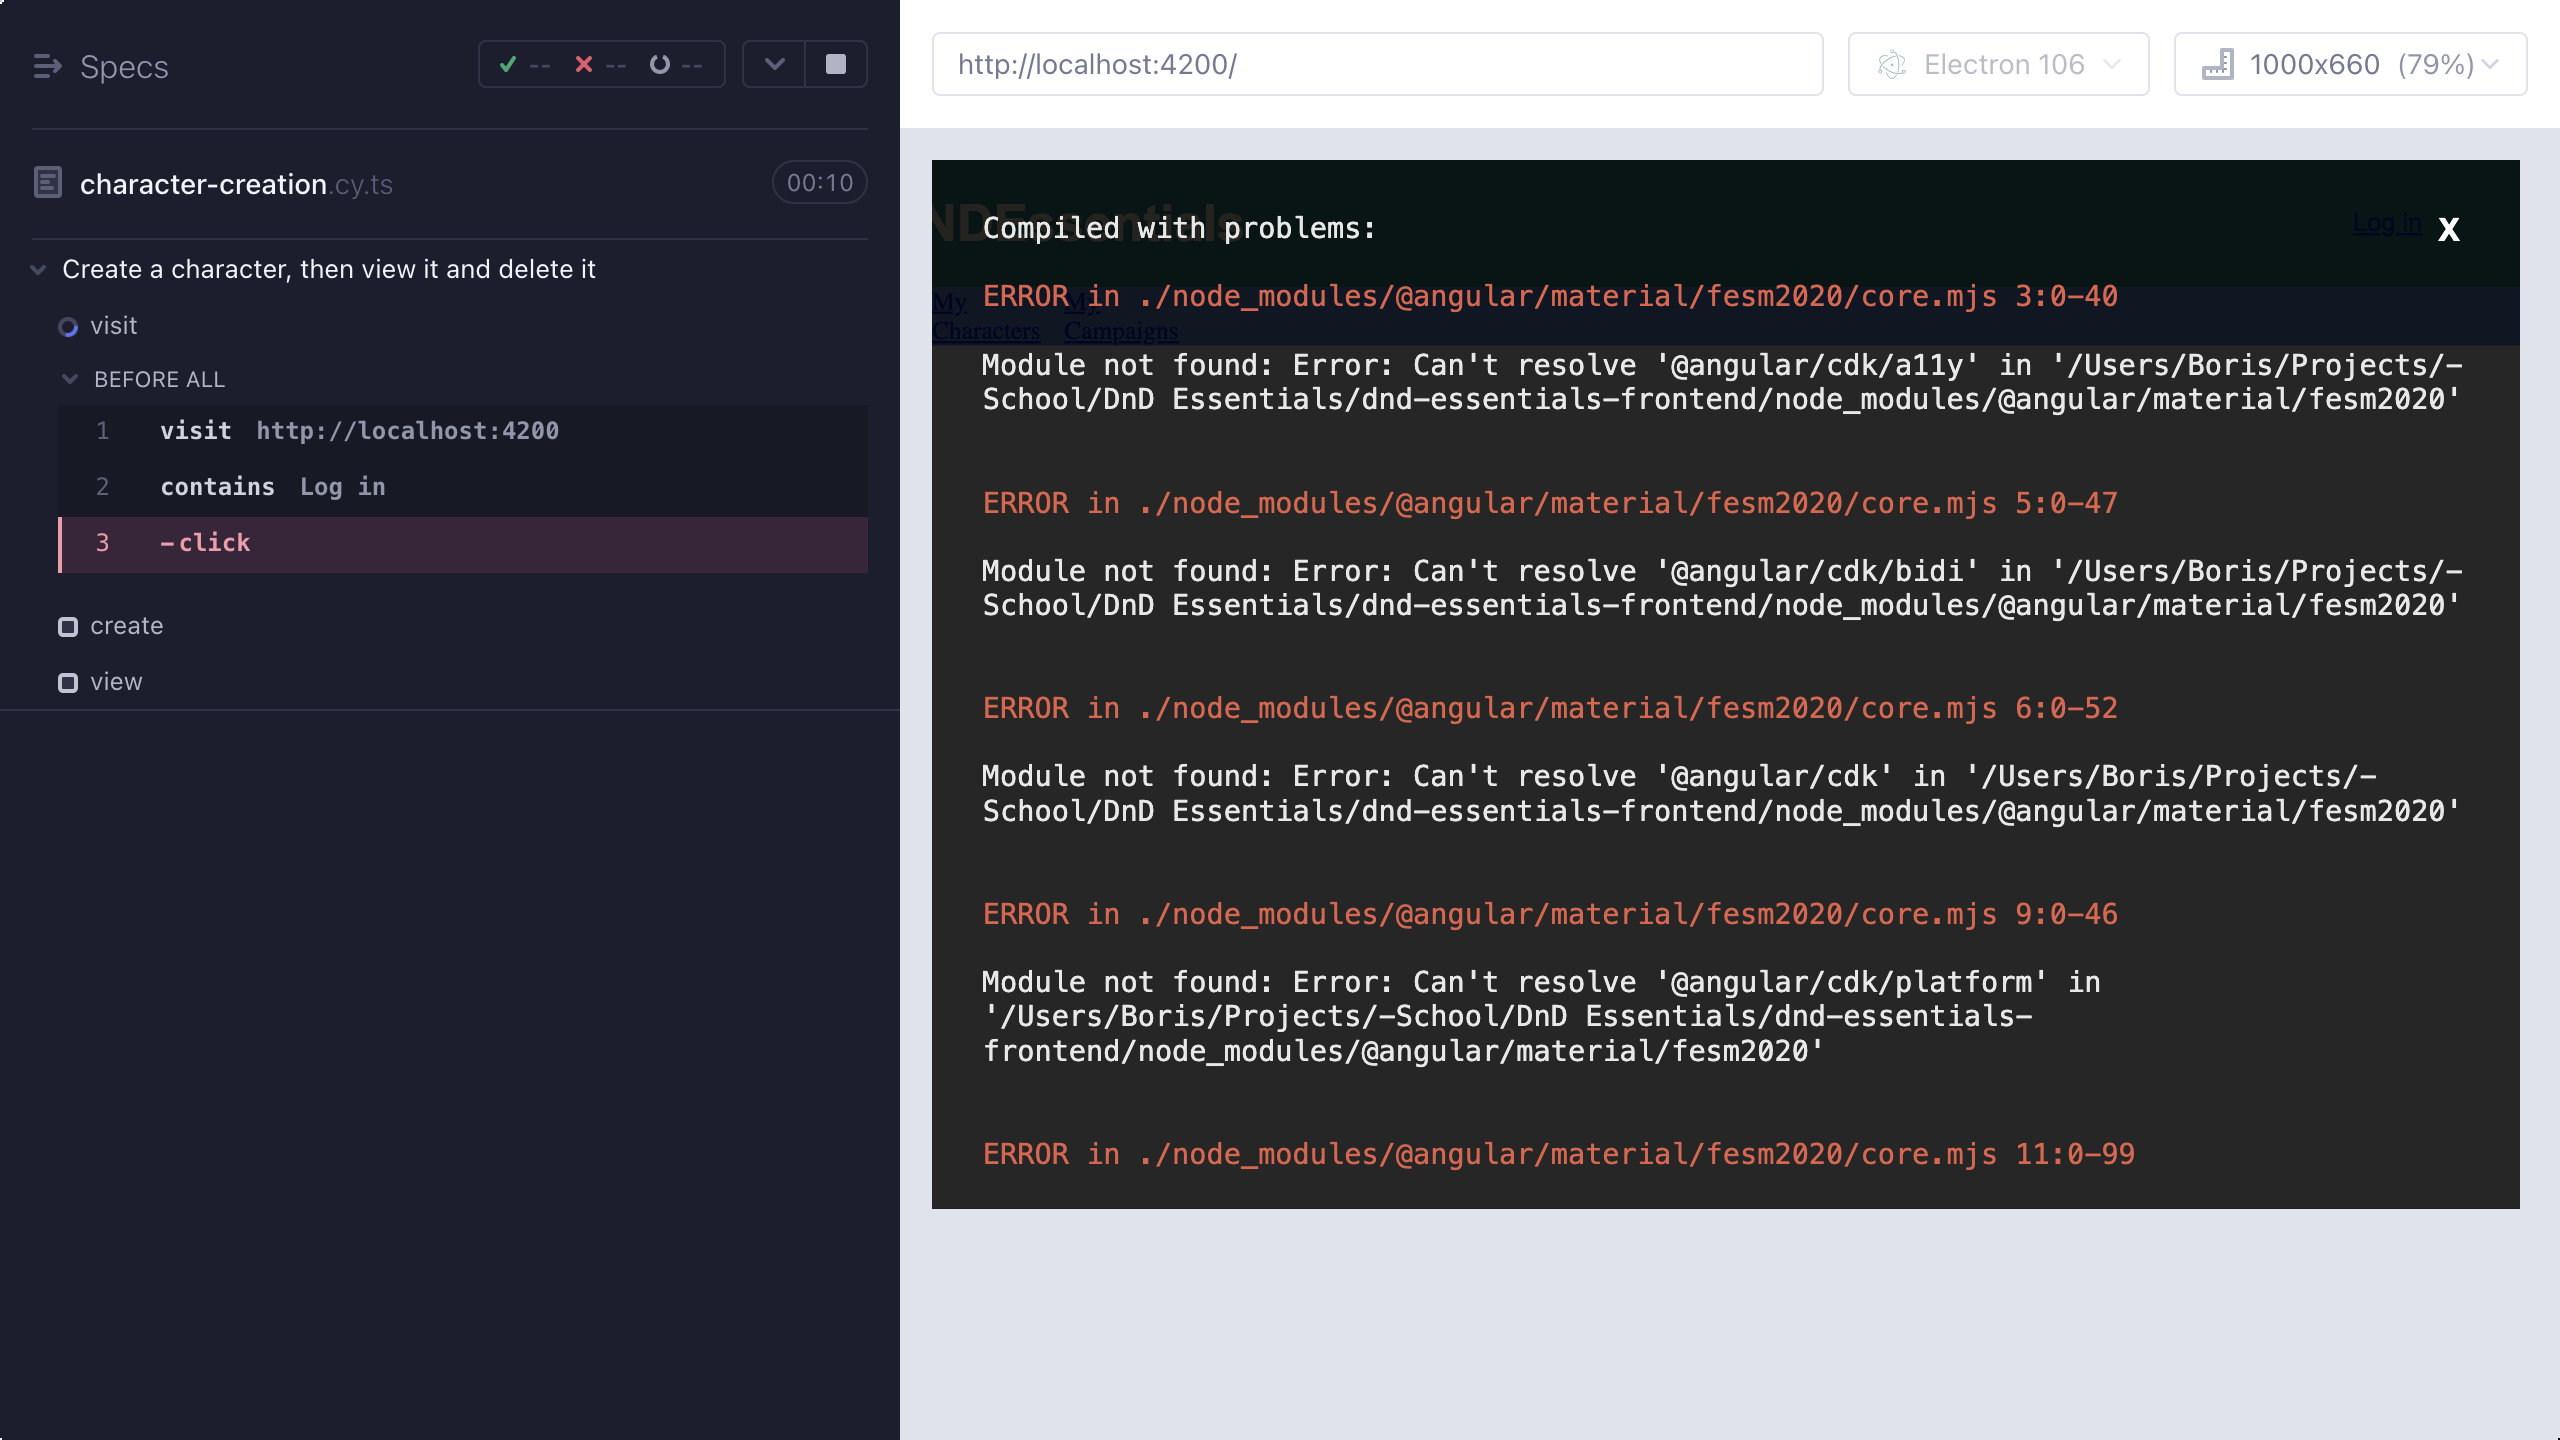 Specs
-- -- --
character-creation.cy.ts
00:10
Create a character, then view it and delete it
visit
BEFORE ALL
1 visit http://localhost:4200
2 contains Log in
3 -click
create
view
http://localhost:4200/
Electron 106
1000x660 (79%)
NDEssentials
Log in
My Characters
My Campaigns
Compiled with problems:
X
ERROR in ./node_modules/@angular/material/fesm2020/core.mjs 3:0-40
Module not found: Error: Can't resolve '@angular/cdk/a11y' in '/Users/Boris/Projects/-
School/DnD Essentials/dnd-essentials-frontend/node_modules/@angular/material/fesm2020'
ERROR in ./node_modules/@angular/material/fesm2020/core.mjs 5:0-47
Module not found: Error: Can't resolve '@angular/cdk/bidi' in '/Users/Boris/Projects/-
School/DnD Essentials/dnd-essentials-frontend/node_modules/@angular/material/fesm2020'
ERROR in ./node_modules/@angular/material/fesm2020/core.mjs 6:0-52
Module not found: Error: Can't resolve '@angular/cdk' in '/Users/Boris/Projects/-
School/DnD Essentials/dnd-essentials-frontend/node_modules/@angular/material/fesm2020'
ERROR in ./node_modules/@angular/material/fesm2020/core.mjs 9:0-46
Module not found: Error: Can't resolve '@angular/cdk/platform' in
'/Users/Boris/Projects/-School/DnD Essentials/dnd-essentials-
frontend/node_modules/@angular/material/fesm2020'
ERROR in ./node_modules/@angular/material/fesm2020/core.mjs 11:0-99